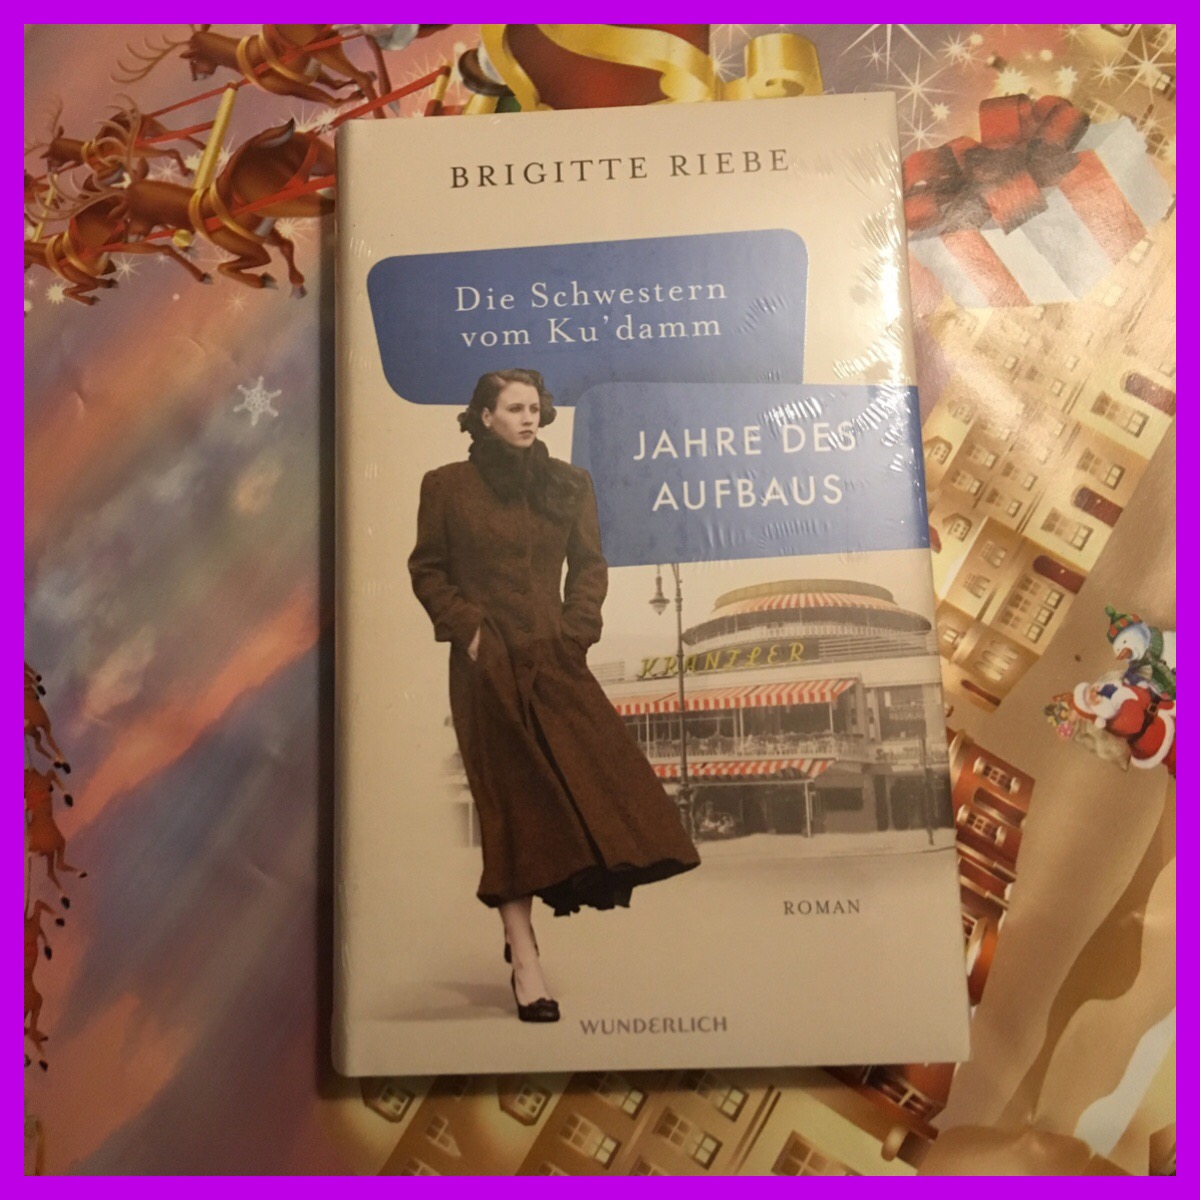 BRIGITTE RIEBE
Die Schwestern
vom Ku'damm
JAHRE DES
AUFBAUS
KRANZLER
ROMAN
WUNDERLICH